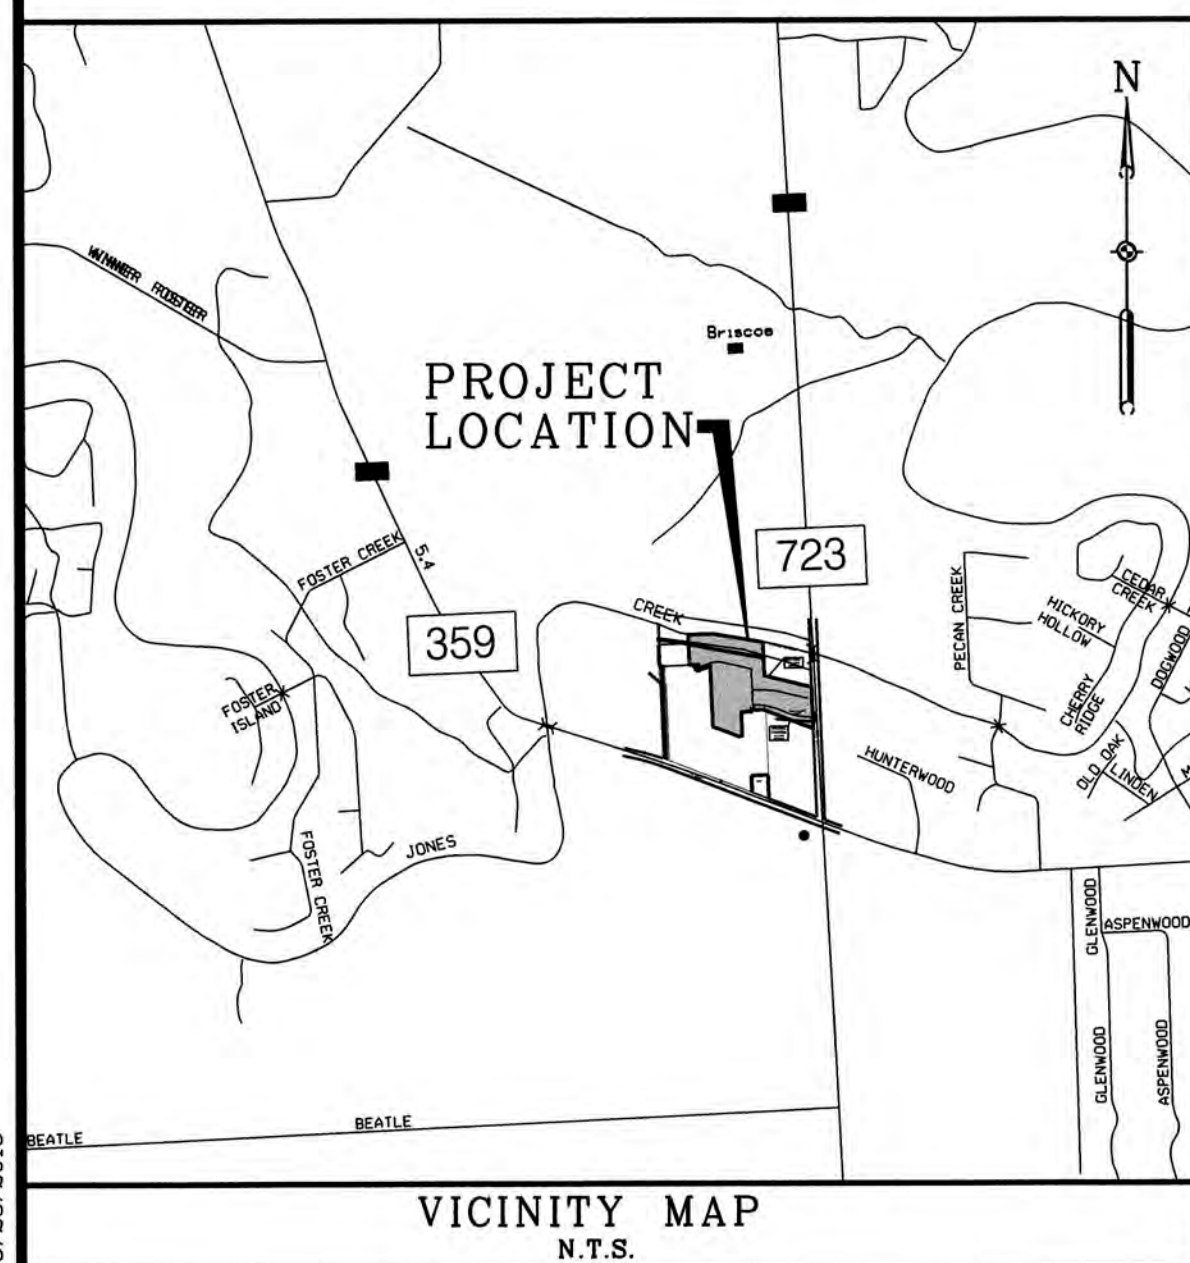 N
Briscoe
PROJECT
LOCATION
723
5.4
FOSTER CREEK
359
CREEK
PECAN CREEK
CEDAR
CREEK
HICKORY
HOLLOW
DOGWOOD
FOSTER
ISLAND
CHERRY
RIDGE
OLD OAK
LINDEN
HUNTERWOOD
JONES
FOSTER CREEK
GLENWOOD
ASPENWOOD
GLENWOOD
ASPENWOOD
BEATLE
BEATLE
VICINITY MAP
N.T.S.